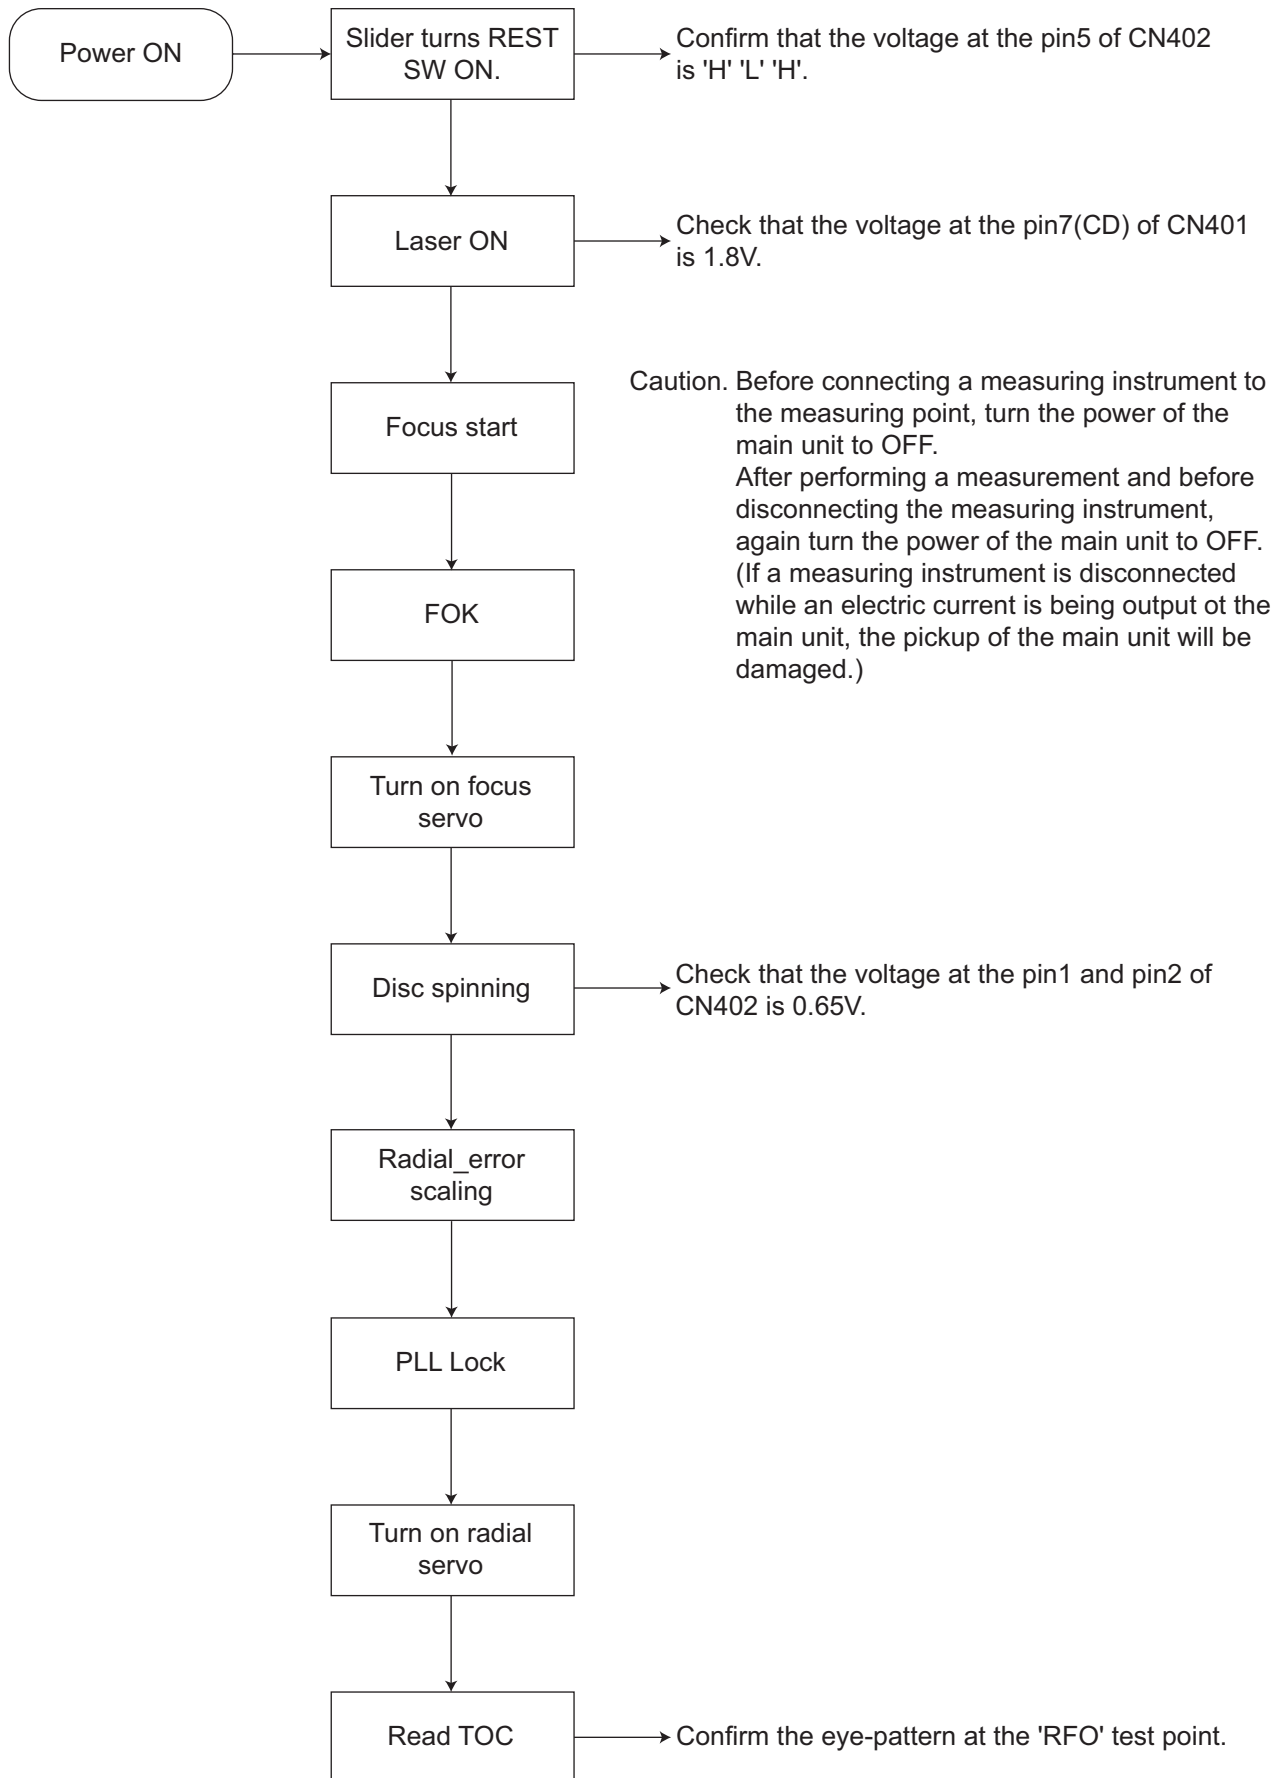 Power ON
Slider turns REST
SW ON.
Confirm that the voltage at the pin5 of CN402
is 'H' 'L' 'H'.
Laser ON
Check that the voltage at the pin7(CD) of CN401
is 1.8V.
Focus start
Caution. Before connecting a measuring instrument to
the measuring point, turn the power of the
main unit to OFF.
After performing a measurement and before
disconnecting the measuring instrument,
again turn the power of the main unit to OFF.
(If a measuring instrument is disconnected
while an electric current is being output ot the
main unit, the pickup of the main unit will be
damaged.)
FOK
Turn on focus
servo
Disc spinning
Check that the voltage at the pin1 and pin2 of
CN402 is 0.65V.
Radial_error
scaling
PLL Lock
Turn on radial
servo
Read TOC
Confirm the eye-pattern at the 'RFO' test point.